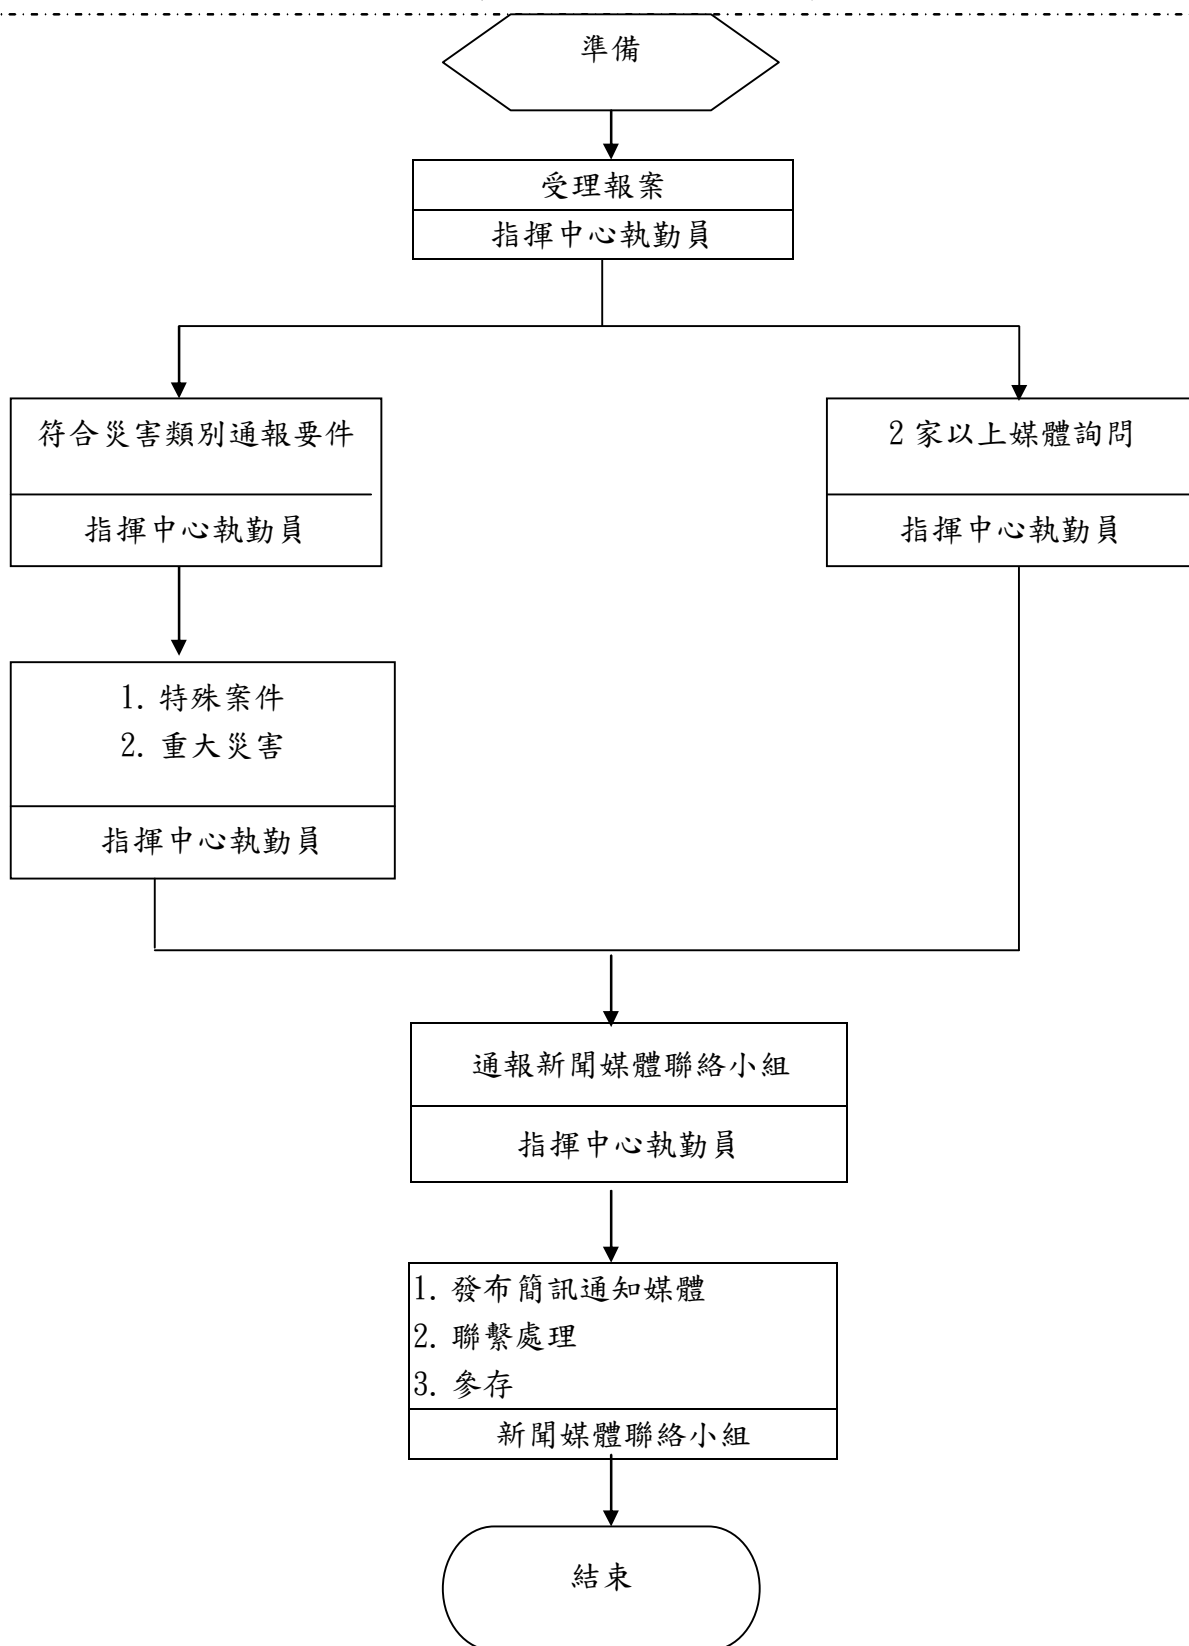 準備
受理報案
指揮中心執勤員
符合災害類別通報要件
指揮中心執勤員
2家以上媒體詢問
指揮中心執勤員
1. 特殊案件
2. 重大災害
指揮中心執勤員
通報新聞媒體聯絡小組
指揮中心執勤員
1. 發布簡訊通知媒體
2. 聯繫處理
3. 參存
新聞媒體聯絡小組
結束